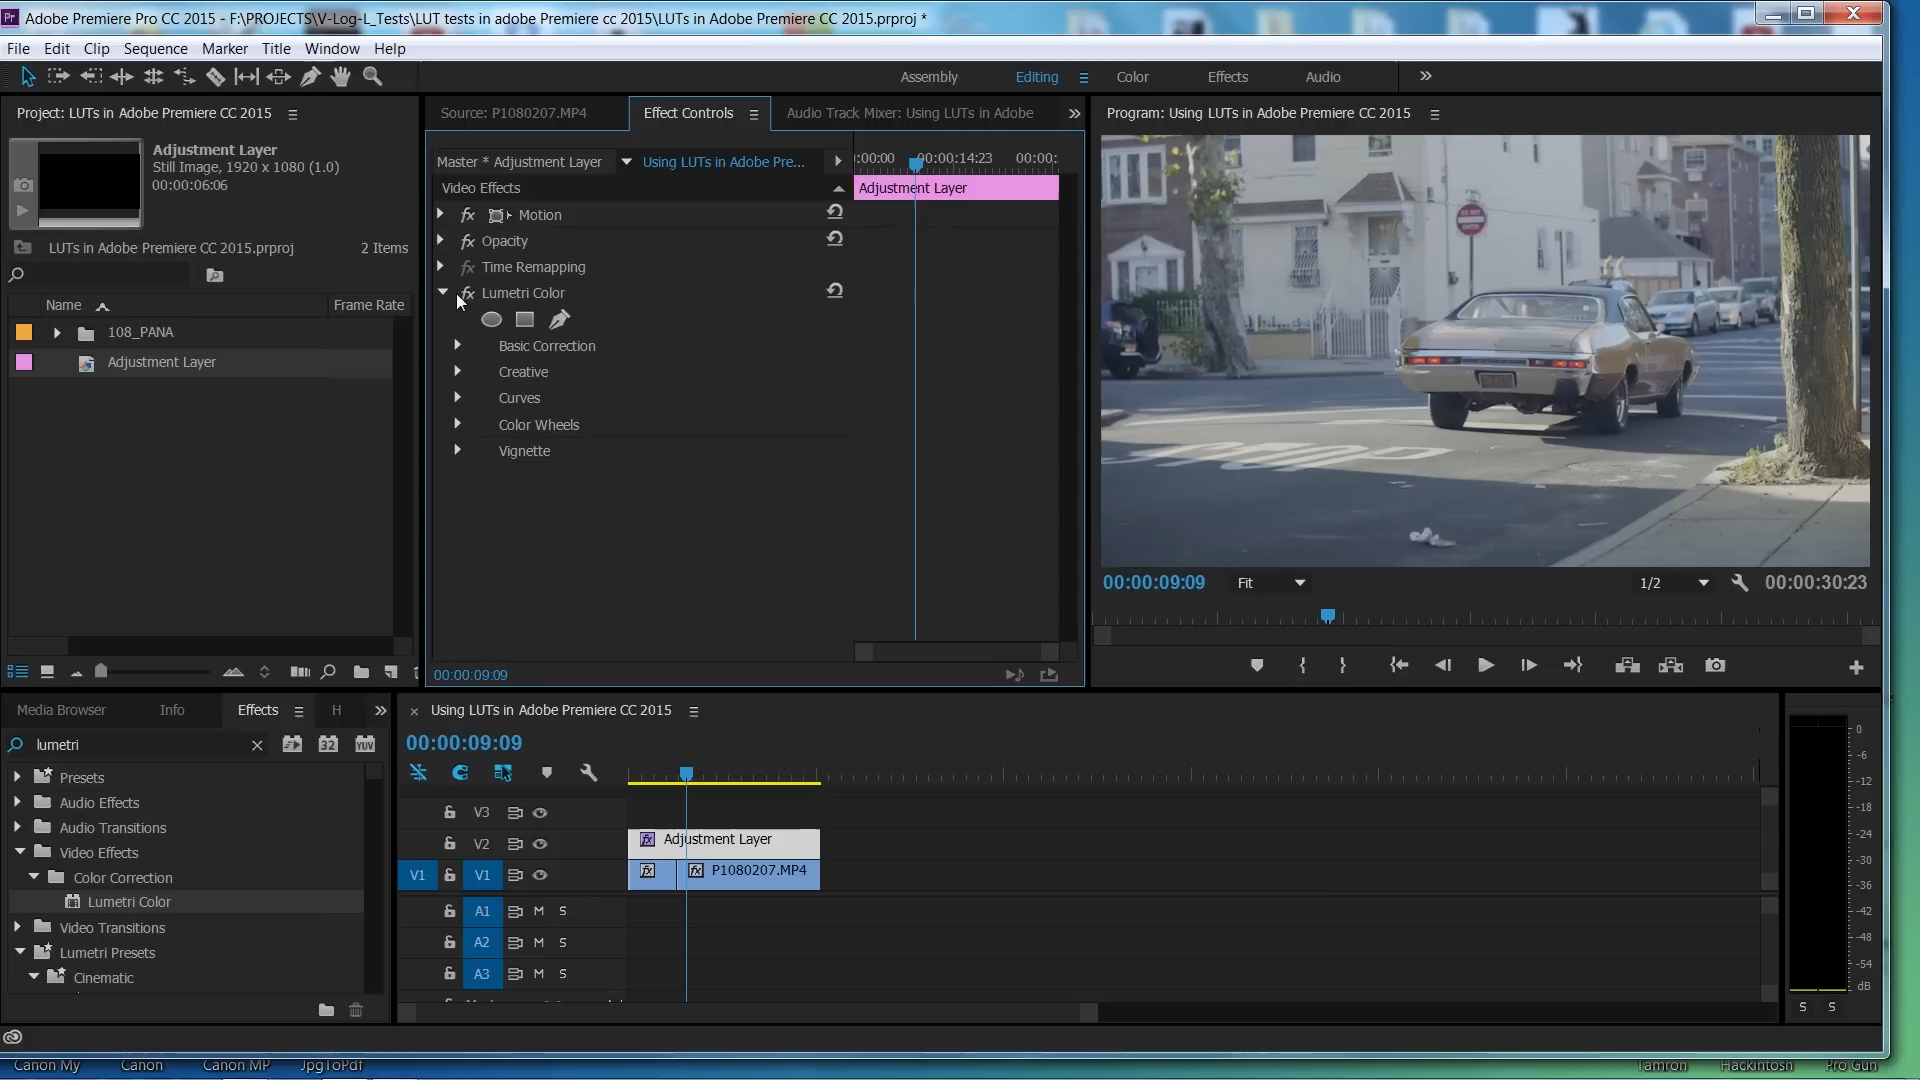 Adobe Premiere Pro CC 2015 - F:\PROJECTS\V-Log-L_Tests\LUT tests in adobe Premiere cc 2015\LUTs in Adobe Premiere CC 2015.prproj *
File Edit Clip Sequence Marker Title Window Help
Assembly Editing Color Effects Audio
Project: LUTs in Adobe Premiere CC 2015
Adjustment Layer
Still Image, 1920 x 1080 (1.0)
00:00:06:06
LUTs in Adobe Premiere CC 2015.prproj 2 Items
Name Frame Rate
108_PANA
Adjustment Layer
Source: P1080207.MP4 Effect Controls Audio Track Mixer: Using LUTs in Adobe
Master * Adjustment Layer Using LUTs in Adobe Pre... :00:00 00:00:14:23 00:00:
Video Effects Adjustment Layer
fx Motion
fx Opacity
fx Time Remapping
fx Lumetri Color
Basic Correction
Creative
Curves
Color Wheels
Vignette
00:00:09:09
Program: Using LUTs in Adobe Premiere CC 2015
00:00:09:09 Fit 1/2 00:00:30:23
Media Browser Info Effects H
lumetri 32 YUV
Presets
Audio Effects
Audio Transitions
Video Effects
Color Correction
Lumetri Color
Video Transitions
Lumetri Presets
Cinematic
× Using LUTs in Adobe Premiere CC 2015
00:00:09:09
V3
V2 fx Adjustment Layer
V1 V1 fx fx P1080207.MP4
A1 M S
A2 M S
A3 M S
0
-6
-12
-18
-24
-30
-36
-42
-48
-54
dB
S S
Canon My Canon Canon MP JpgToPdf Tamron Hackintosh Pro Gun